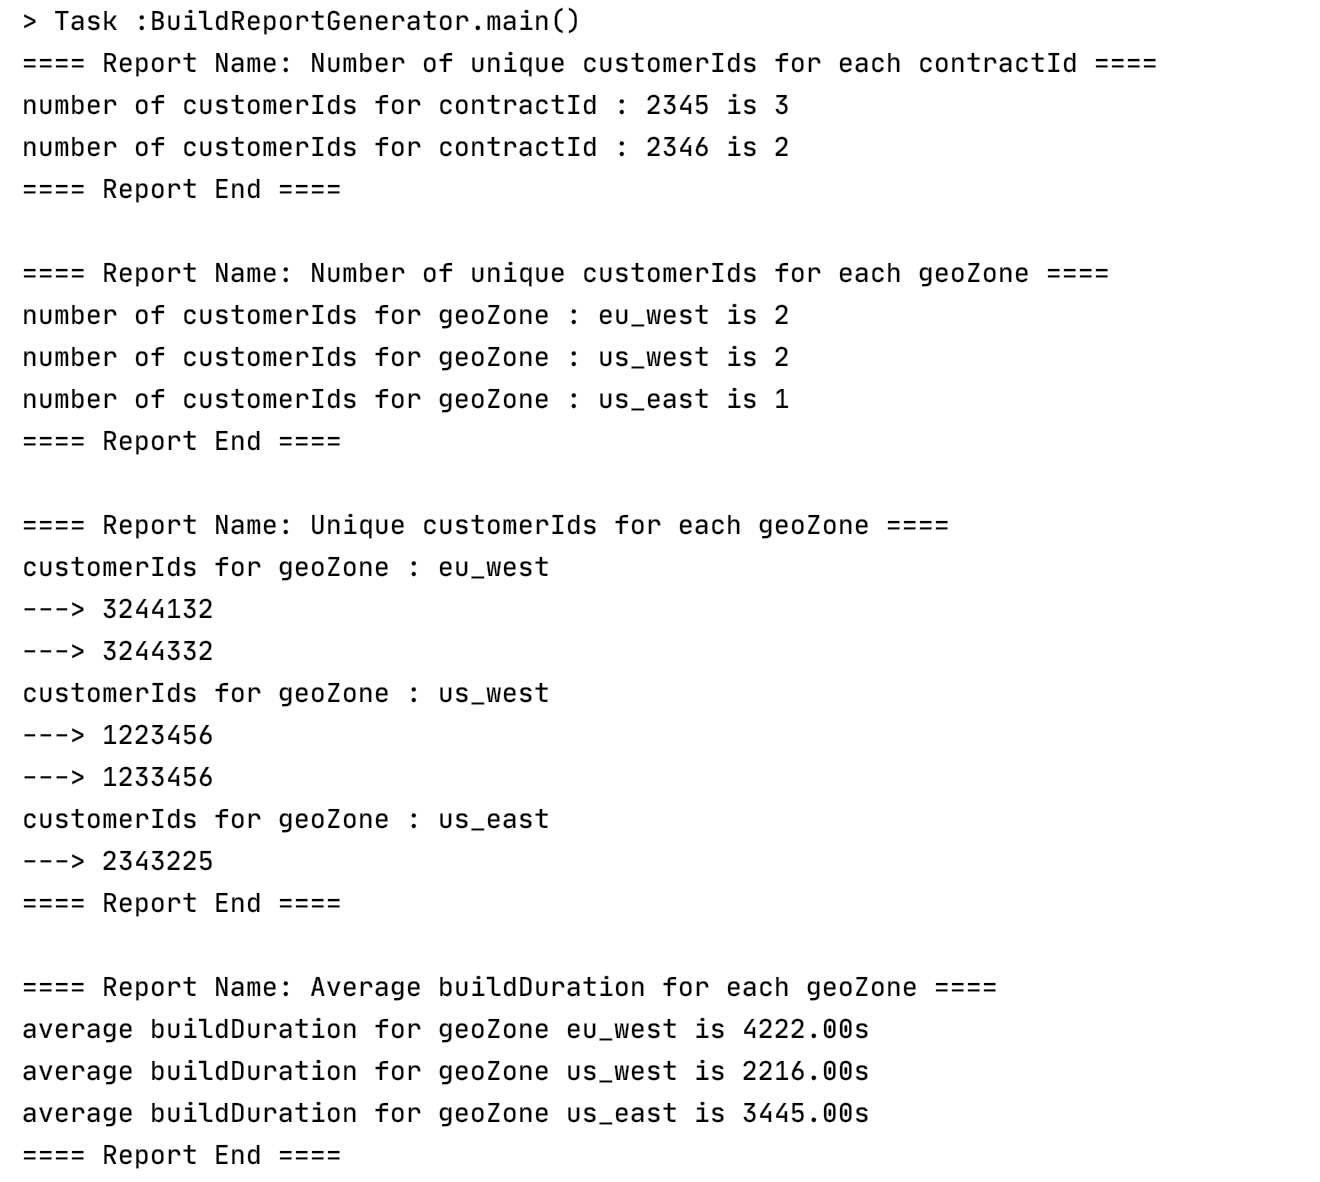 > Task :BuildReportGenerator.main()
==== Report Name: Number of unique customerIds for each contractId ====
number of customerIds for contractId : 2345 is 3
number of customerIds for contractId : 2346 is 2
==== Report End ====

==== Report Name: Number of unique customerIds for each geoZone ====
number of customerIds for geoZone : eu_west is 2
number of customerIds for geoZone : us_west is 2
number of customerIds for geoZone : us_east is 1
==== Report End ====

==== Report Name: Unique customerIds for each geoZone ====
customerIds for geoZone : eu_west
---> 3244132
---> 3244332
customerIds for geoZone : us_west
---> 1223456
---> 1233456
customerIds for geoZone : us_east
---> 2343225
==== Report End ====

==== Report Name: Average buildDuration for each geoZone ====
average buildDuration for geoZone eu_west is 4222.00s
average buildDuration for geoZone us_west is 2216.00s
average buildDuration for geoZone us_east is 3445.00s
==== Report End ====